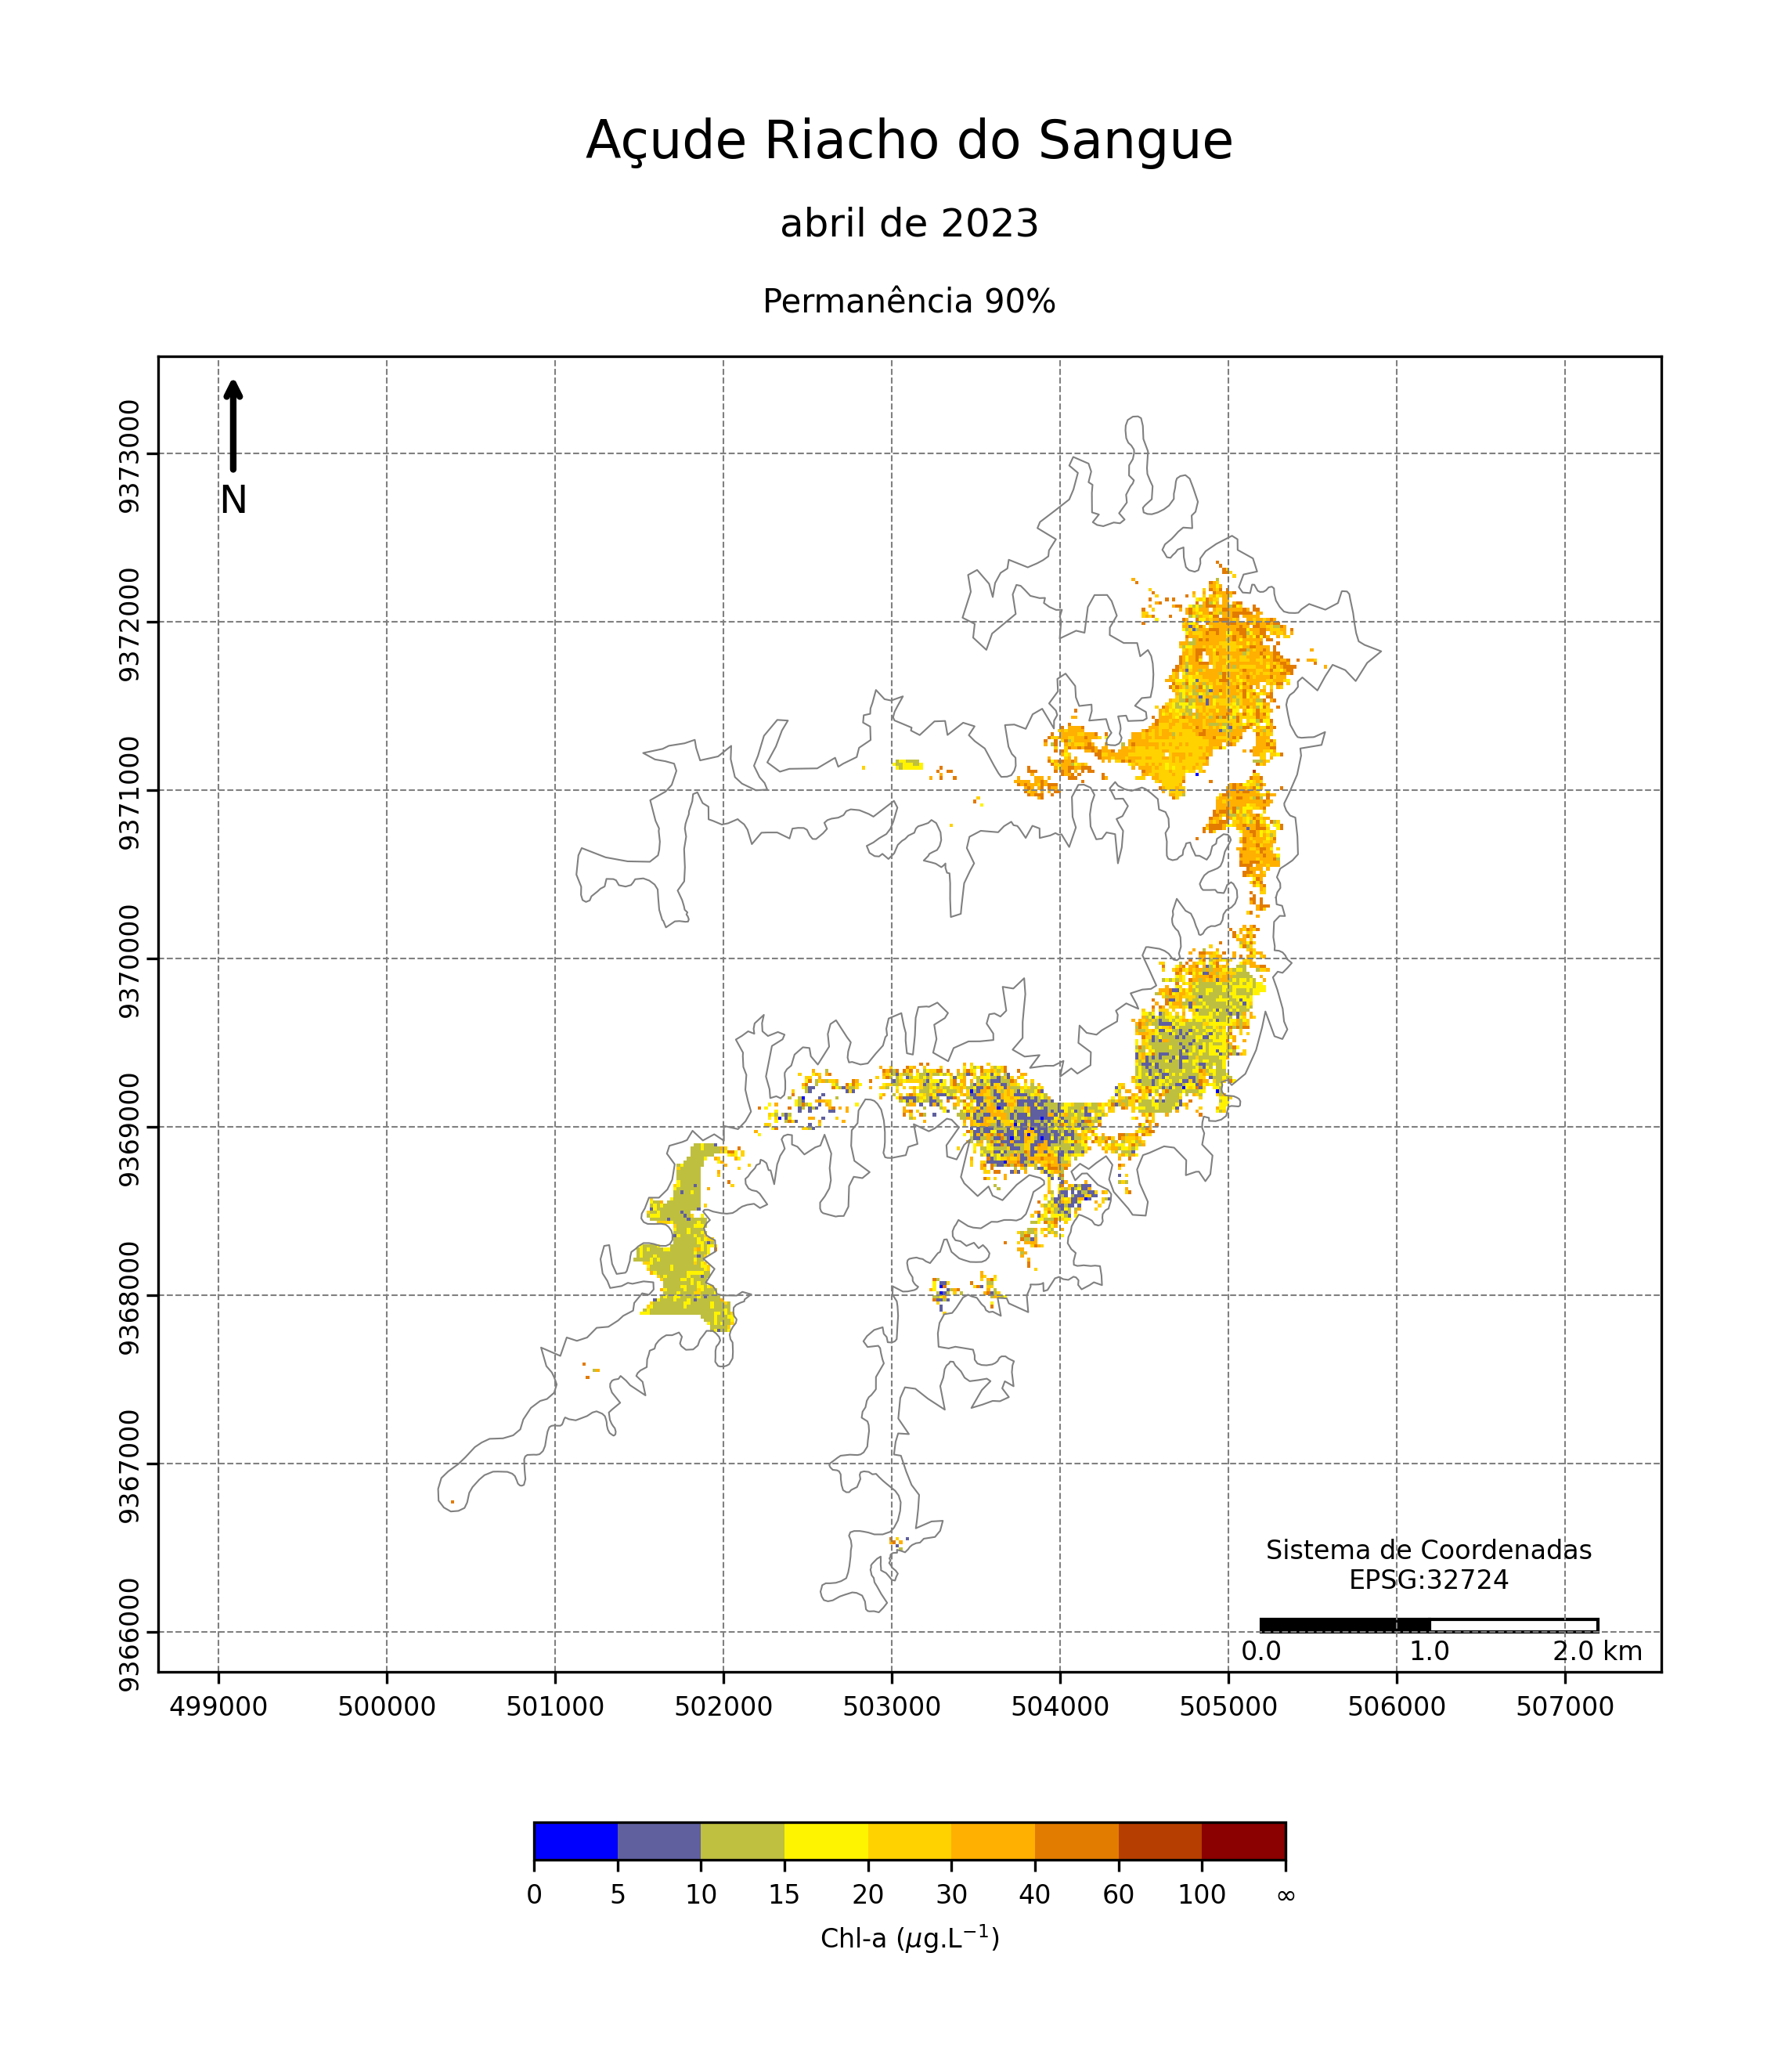 Açude Riacho do Sangue
abril de 2023
Permanência 90%
N
9373000
9372000
9371000
9370000
9369000
9368000
9367000
9366000
Sistema de Coordenadas
EPSG:32724
0.0 1.0 2.0 km
499000 500000 501000 502000 503000 504000 505000 506000 507000
0 5 10 15 20 30 40 60 100 ∞
Chl-a (μg.L⁻¹)